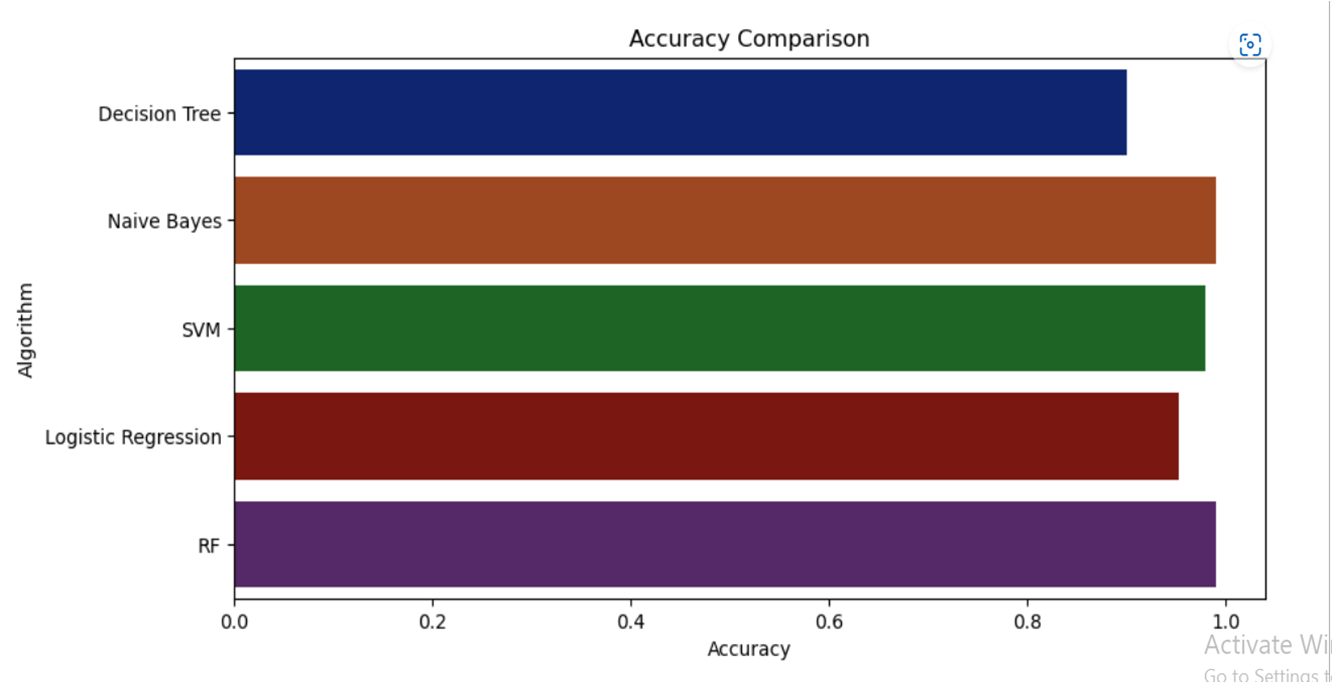 Accuracy Comparison
Decision Tree
Naive Bayes
SVM
Logistic Regression
RF
Algorithm
0.0 0.2 0.4 0.6 0.8 1.0
Accuracy
Activate
Go to Settings